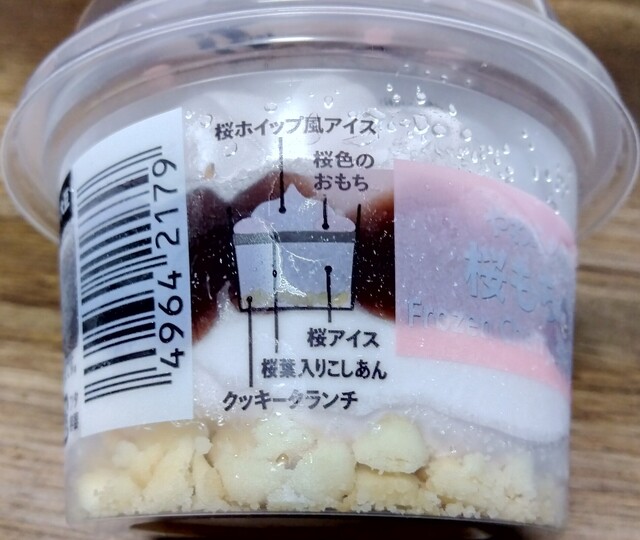 桜ホイップ風アイス
桜色の
おもち
桜アイス
桜葉入りこしあん
クッキークランチ
4964 2179
桜もち
Frozen